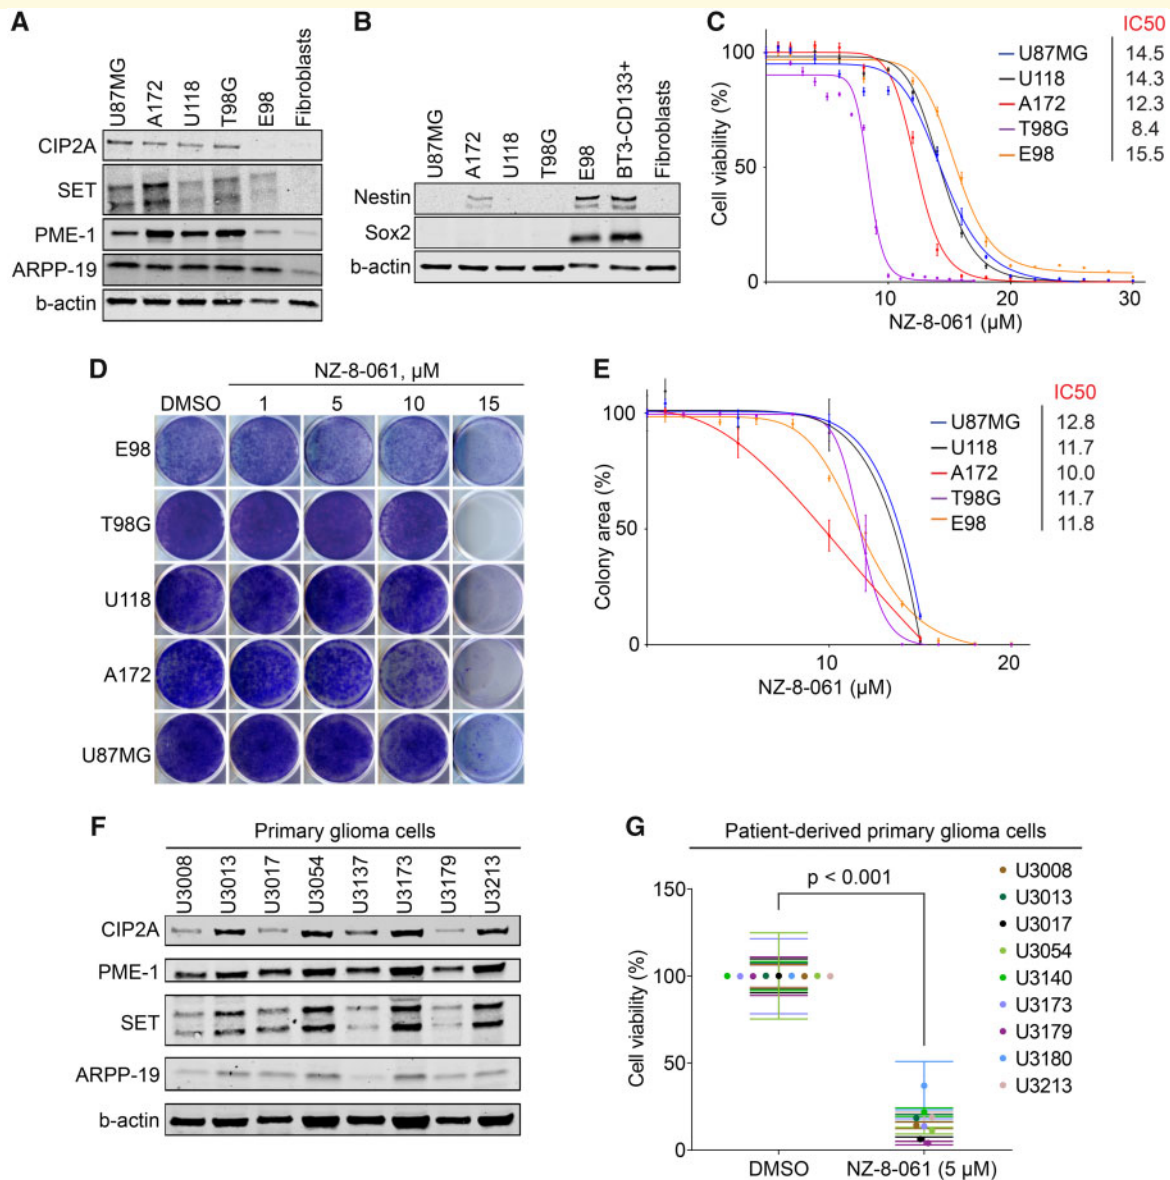 A
U87MG
A172
U118
T98G
E98
Fibroblasts
CIP2A
SET
PME-1
ARPP-19
b-actin
B
U87MG
A172
U118
T98G
E98
BT3-CD133+
Fibroblasts
Nestin
Sox2
b-actin
C
IC50
U87MG 14.5
U118 14.3
A172 12.3
T98G 8.4
E98 15.5
Cell viability (%)
100
50
0
10 20 30
NZ-8-061 (µM)
D
NZ-8-061, µM
DMSO 1 5 10 15
E98
T98G
U118
A172
U87MG
E
IC50
U87MG 12.8
U118 11.7
A172 10.0
T98G 11.7
E98 11.8
Colony area (%)
100
50
0
10 20
NZ-8-061 (µM)
F
Primary glioma cells
U3008
U3013
U3017
U3054
U3137
U3173
U3179
U3213
CIP2A
PME-1
SET
ARPP-19
b-actin
G
Patient-derived primary glioma cells
p < 0.001
Cell viability (%)
150
100
50
0
DMSO NZ-8-061 (5 µM)
U3008
U3013
U3017
U3054
U3140
U3173
U3179
U3180
U3213